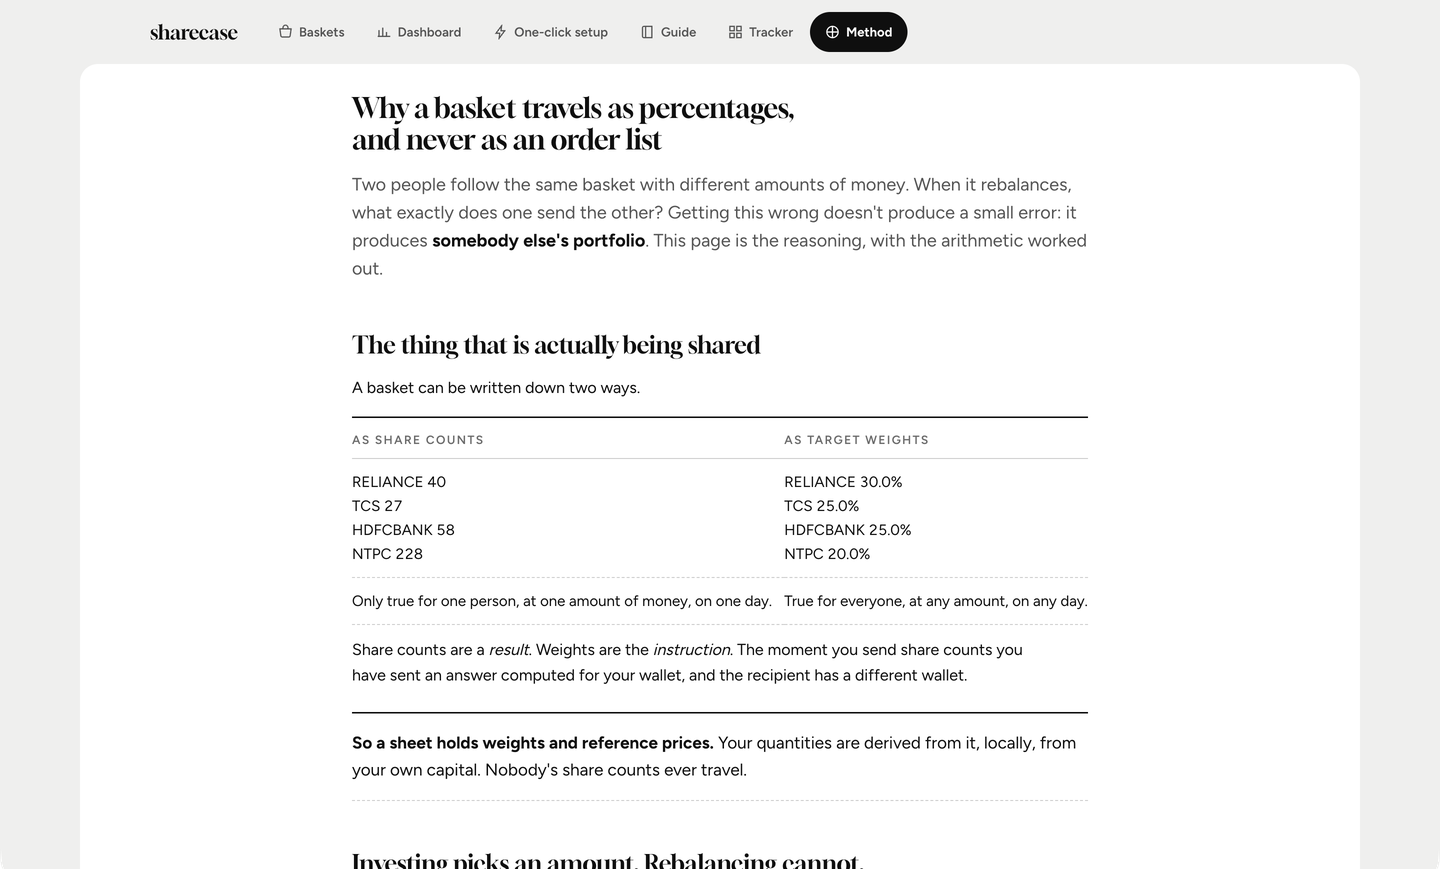 sharecase
Baskets
Dashboard
One-click setup
Guide
Tracker
Method
Why a basket travels as percentages,
and never as an order list
Two people follow the same basket with different amounts of money. When it rebalances,
what exactly does one send the other? Getting this wrong doesn't produce a small error: it
produces somebody else's portfolio. This page is the reasoning, with the arithmetic worked
out.
The thing that is actually being shared
A basket can be written down two ways.
AS SHARE COUNTS
AS TARGET WEIGHTS
RELIANCE 40
TCS 27
HDFCBANK 58
NTPC 228
RELIANCE 30.0%
TCS 25.0%
HDFCBANK 25.0%
NTPC 20.0%
Only true for one person, at one amount of money, on one day.
True for everyone, at any amount, on any day.
Share counts are a result. Weights are the instruction. The moment you send share counts you
have sent an answer computed for your wallet, and the recipient has a different wallet.
So a sheet holds weights and reference prices. Your quantities are derived from it, locally, from
your own capital. Nobody's share counts ever travel.
Investing picks an amount. Rebalancing cannot.